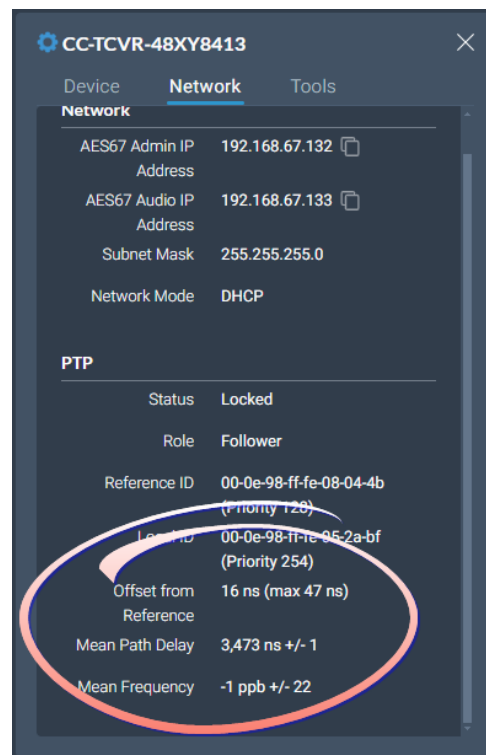 CC-TCVR-48XY8413
Device Network Tools
Network
AES67 Admin IP 192.168.67.132
Address
AES67 Audio IP 192.168.67.133
Address
Subnet Mask 255.255.255.0
Network Mode DHCP
PTP
Status Locked
Role Follower
Reference ID 00-0e-98-ff-fe-08-04-4b
(Priority 128)
ID 00-0e-98-ff-fe-95-2a-bf
(Priority 254)
Offset from 16 ns (max 47 ns)
Reference
Mean Path Delay 3,473 ns +/- 1
Mean Frequency -1 ppb +/- 22